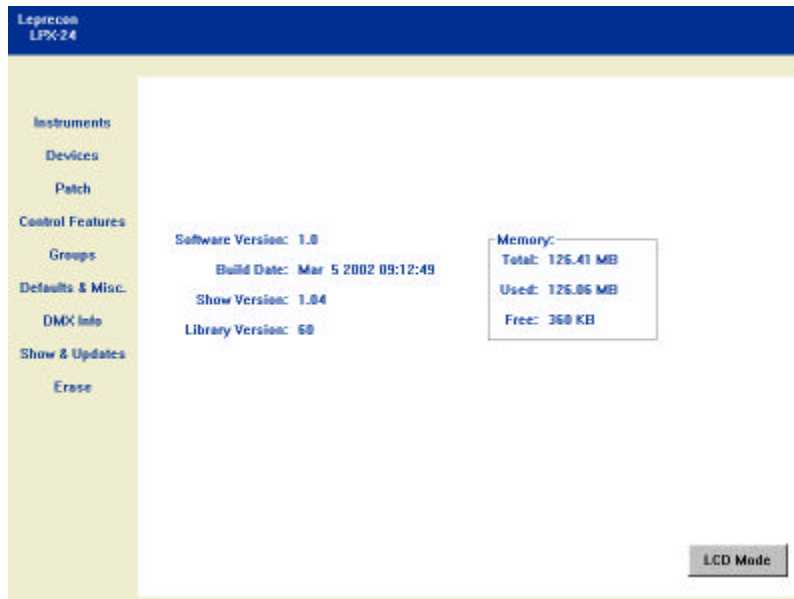 Leprecon
LPX-24
Instruments
Devices
Patch
Control Features
Groups
Defaults & Misc.
DMX Info
Show & Updates
Erase
Software Version: 1.0
Build Date: Mar 5 2002 09:12:49
Show Version: 1.04
Library Version: 60
Memory:
Total: 126.41 MB
Used: 126.06 MB
Free: 360 KB
LCD Mode